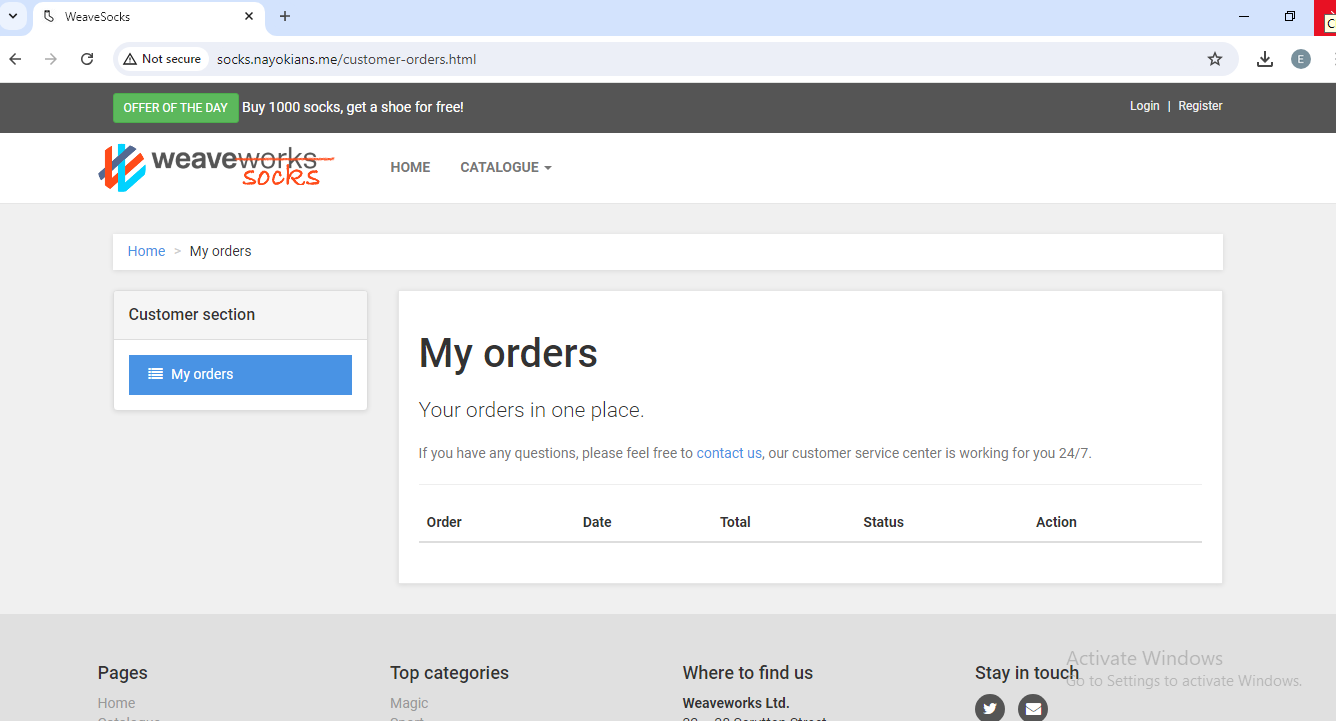 WeaveSocks
Not secure socks.nayokians.me/customer-orders.html
E
OFFER OF THE DAY Buy 1000 socks, get a shoe for free! Login | Register
weaveworks
socks
HOME CATALOGUE
Home > My orders
Customer section
My orders
My orders
Your orders in one place.
If you have any questions, please feel free to contact us, our customer service center is working for you 24/7.
Order Date Total Status Action
Pages Top categories Where to find us Stay in touch
Home Magic Weaveworks Ltd.
Activate Windows
Go to Settings to activate Windows.